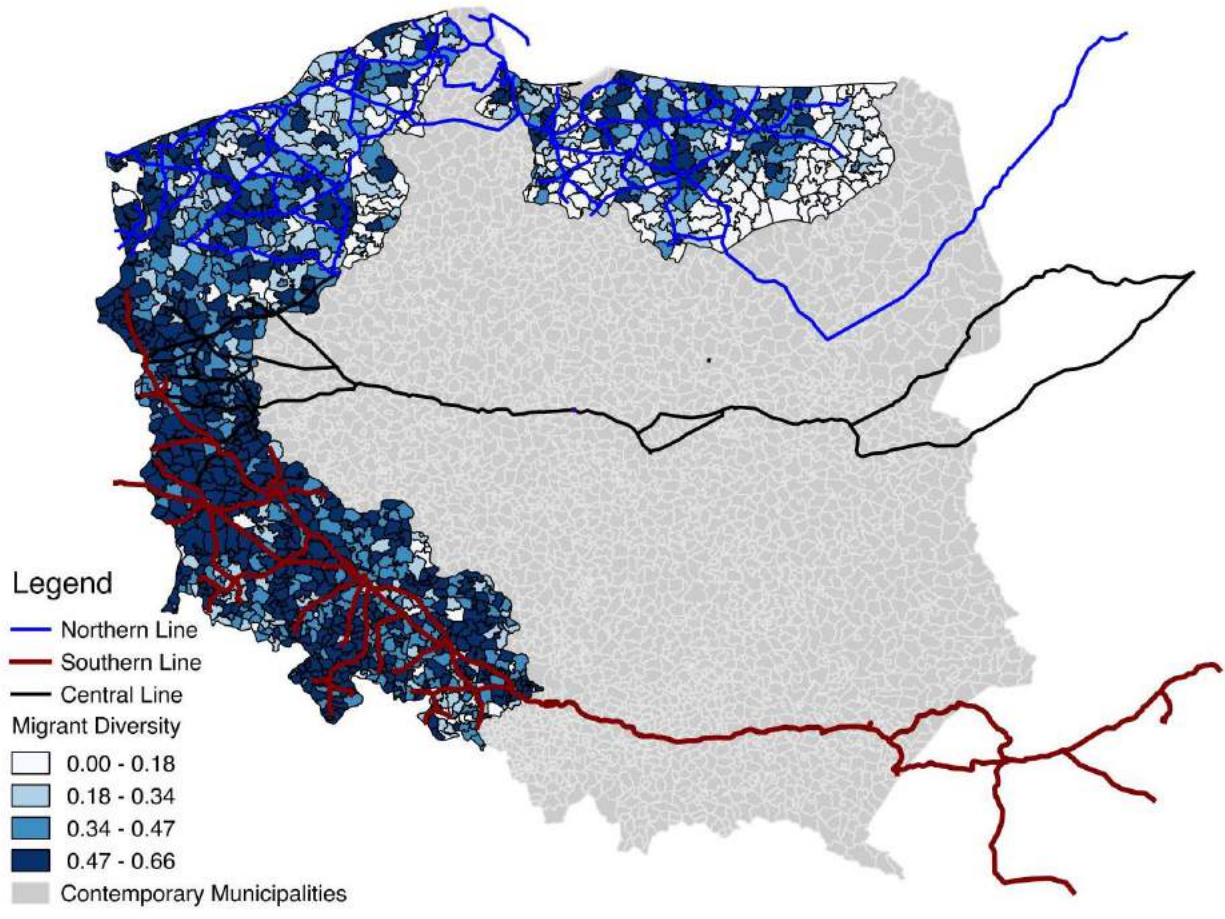 Legend
Northern Line
Southern Line
Central Line
Migrant Diversity
0.00 - 0.18
0.18 - 0.34
0.34 - 0.47
0.47 - 0.66
Contemporary Municipalities